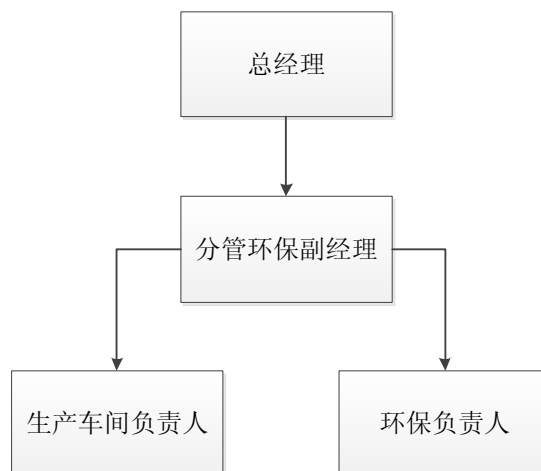 总经理
分管环保副经理
生产车间负责人
环保负责人